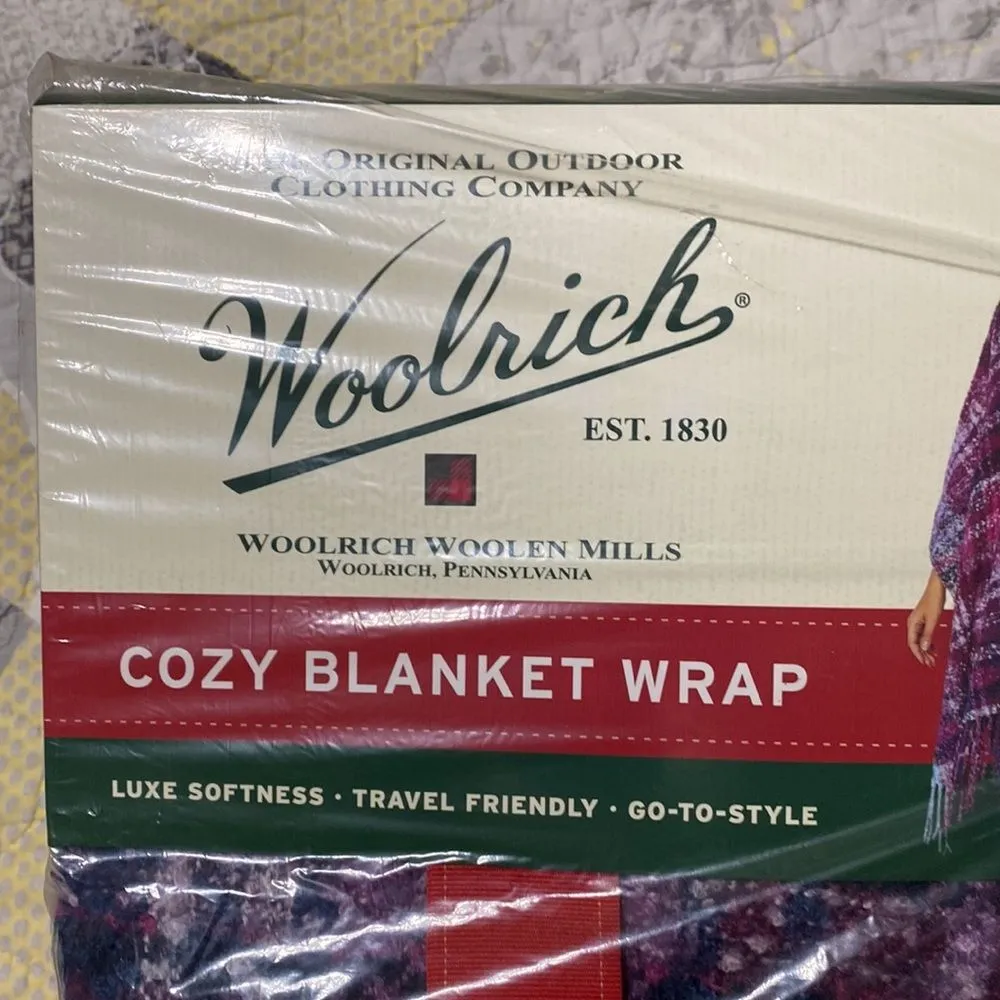 ORIGINAL OUTDOOR
CLOTHING COMPANY
Woolrich®
EST. 1830
WOOLRICH WOOLEN MILLS
WOOLRICH, PENNSYLVANIA
COZY BLANKET WRAP
LUXE SOFTNESS · TRAVEL FRIENDLY · GO-TO-STYLE